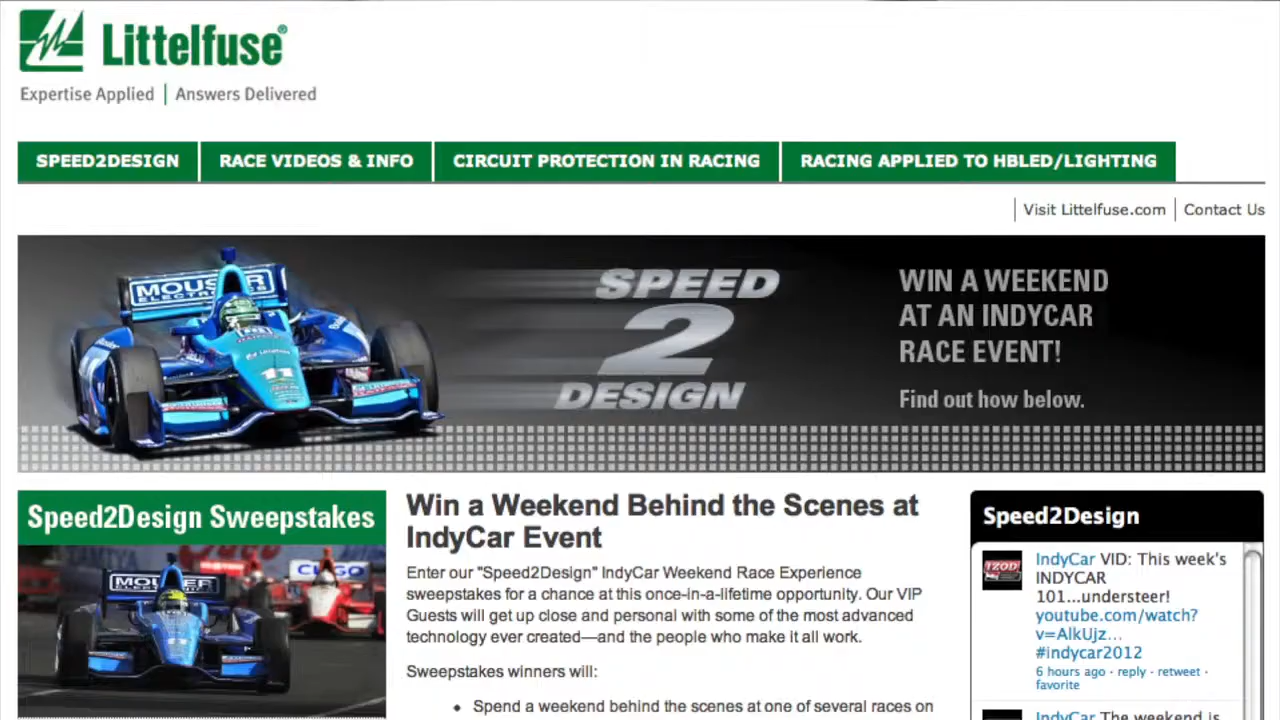 Littelfuse®
Expertise Applied | Answers Delivered
SPEED2DESIGN
RACE VIDEOS & INFO
CIRCUIT PROTECTION IN RACING
RACING APPLIED TO HBLED/LIGHTING
Visit Littelfuse.com
Contact Us
MOUSER
ELECTRONICS
11
SPEED
2
DESIGN
WIN A WEEKEND
AT AN INDYCAR
RACE EVENT!
Find out how below.
Speed2Design Sweepstakes
MOUSER
Win a Weekend Behind the Scenes at
IndyCar Event
Enter our "Speed2Design" IndyCar Weekend Race Experience
sweepstakes for a chance at this once-in-a-lifetime opportunity. Our VIP
Guests will get up close and personal with some of the most advanced
technology ever created—and the people who make it all work.
Sweepstakes winners will:
• Spend a weekend behind the scenes at one of several races on
Speed2Design
IZOD
IndyCar VID: This week's
INDYCAR
101...understeer!
youtube.com/watch?
v=AlkUjz...
#indycar2012
6 hours ago · reply · retweet ·
favorite
IndyCar The weekend is